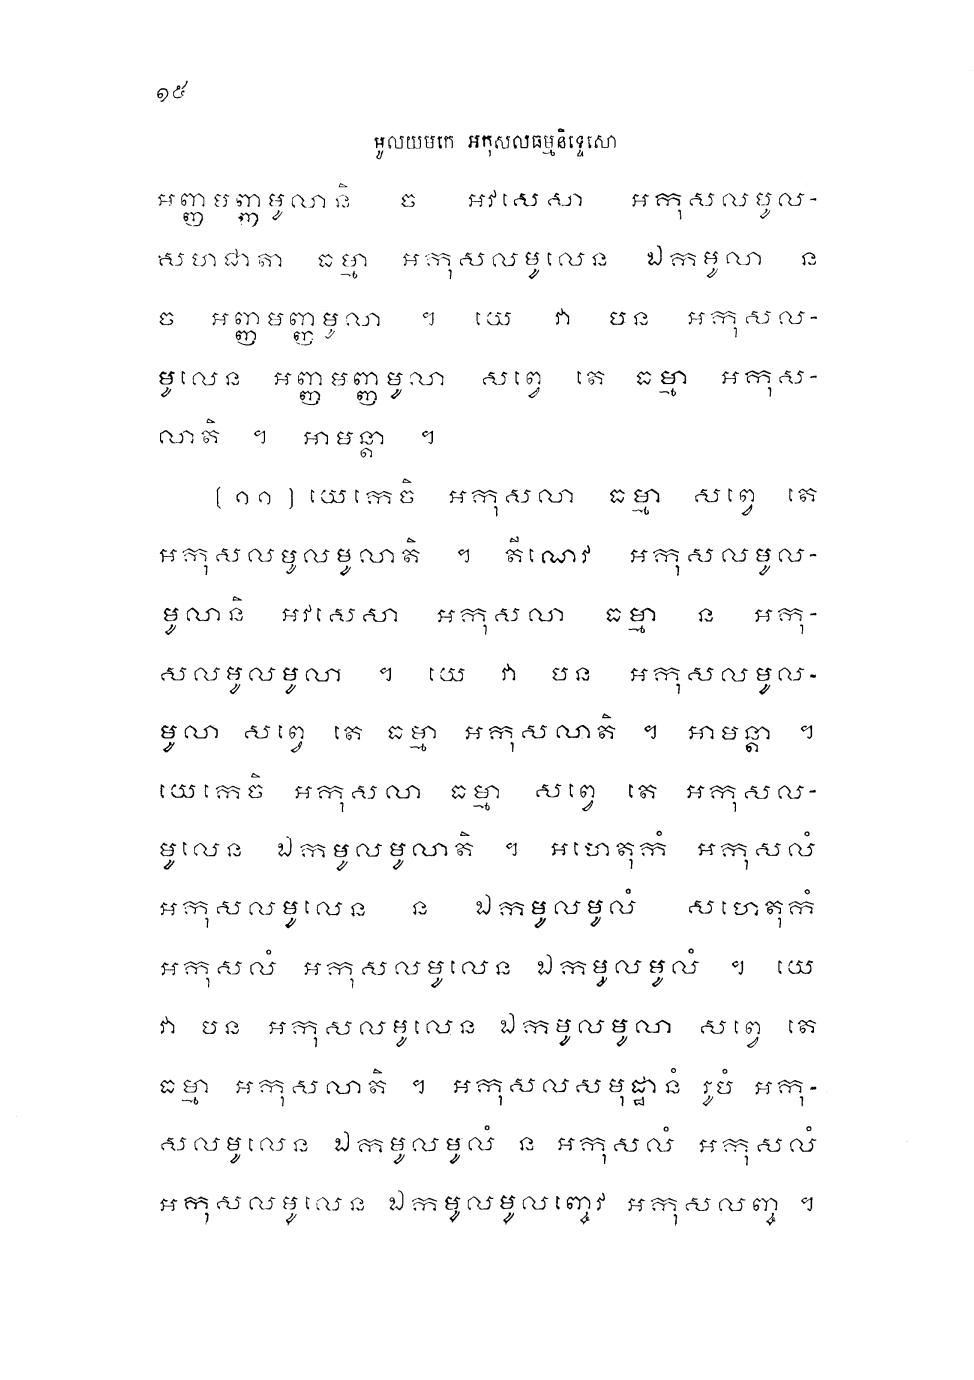 ១៥
មូលយមកេ អកុសលធម្មនិទ្ទេសោ
អញ្ញមញ្ញមូលានិ ច អវសេសា អកុសលមូល-
សហជាតា ធម្មា អកុសលមូលេន ឯកមូលា ន
ច អញ្ញមញ្ញមូលា ។ យេ វា បន អកុសល-
មូលេន អញ្ញមញ្ញមូលា សព្វេ តេ ធម្មា អកុស-
លាតិ ។ អាមន្តា ។
(១១) យេកេចិ អកុសលា ធម្មា សព្វេ តេ
អកុសលមូលមូលាតិ ។ តីណេវ អកុសលមូល-
មូលានិ អវសេសា អកុសលា ធម្មា ន អកុ-
សលមូលមូលា ។ យេ វា បន អកុសលមូល-
មូលា សព្វេ តេ ធម្មា អកុសលាតិ ។ អាមន្តា ។
យេកេចិ អកុសលា ធម្មា សព្វេ តេ អកុសល-
មូលេន ឯកមូលមូលាតិ ។ អហេតុកំ អកុសលំ
អកុសលមូលេន ន ឯកមូលមូលំ សហេតុកំ
អកុសលំ អកុសលមូលេន ឯកមូលមូលំ ។ យេ
វា បន អកុសលមូលេន ឯកមូលមូលា សព្វេ តេ
ធម្មា អកុសលាតិ ។ អកុសលសមុដ្ឋានំ រូបំ អកុ-
សលមូលេន ឯកមូលមូលំ ន អកុសលំ អកុសលំ
អកុសលមូលេន ឯកមូលមូលញ្ចេវ អកុសលញ្ច ។